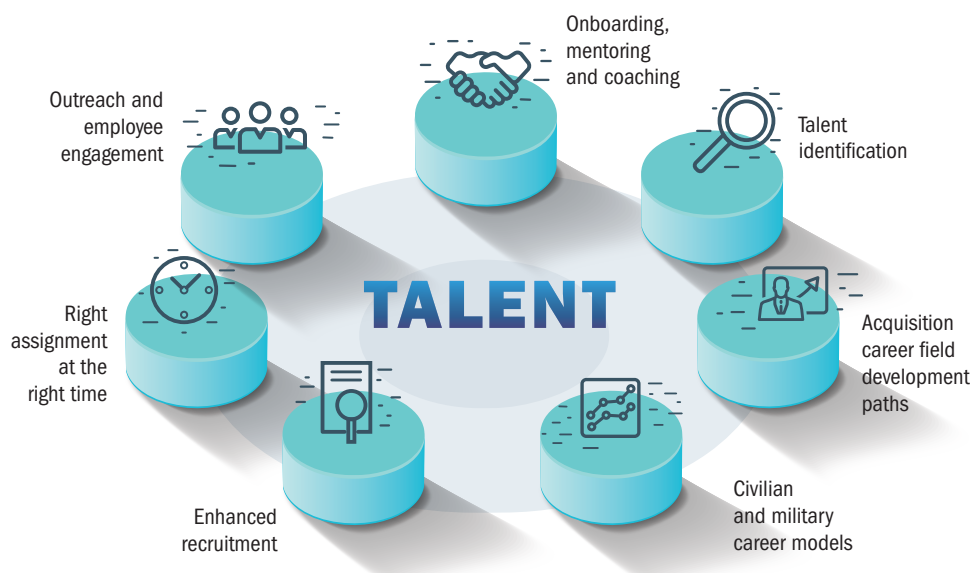 Onboarding,
mentoring
and coaching
Outreach and
employee
engagement
Talent
identification
TALENT
Right
assignment
at the
right time
Acquisition
career field
development
paths
Enhanced
recruitment
Civilian
and military
career models